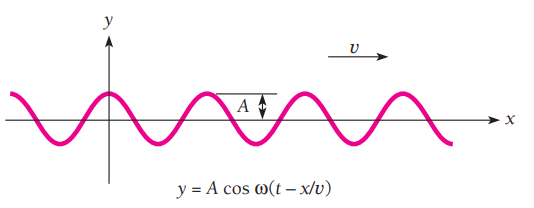 y
v
A
x
y = A cos ω(t – x/v)